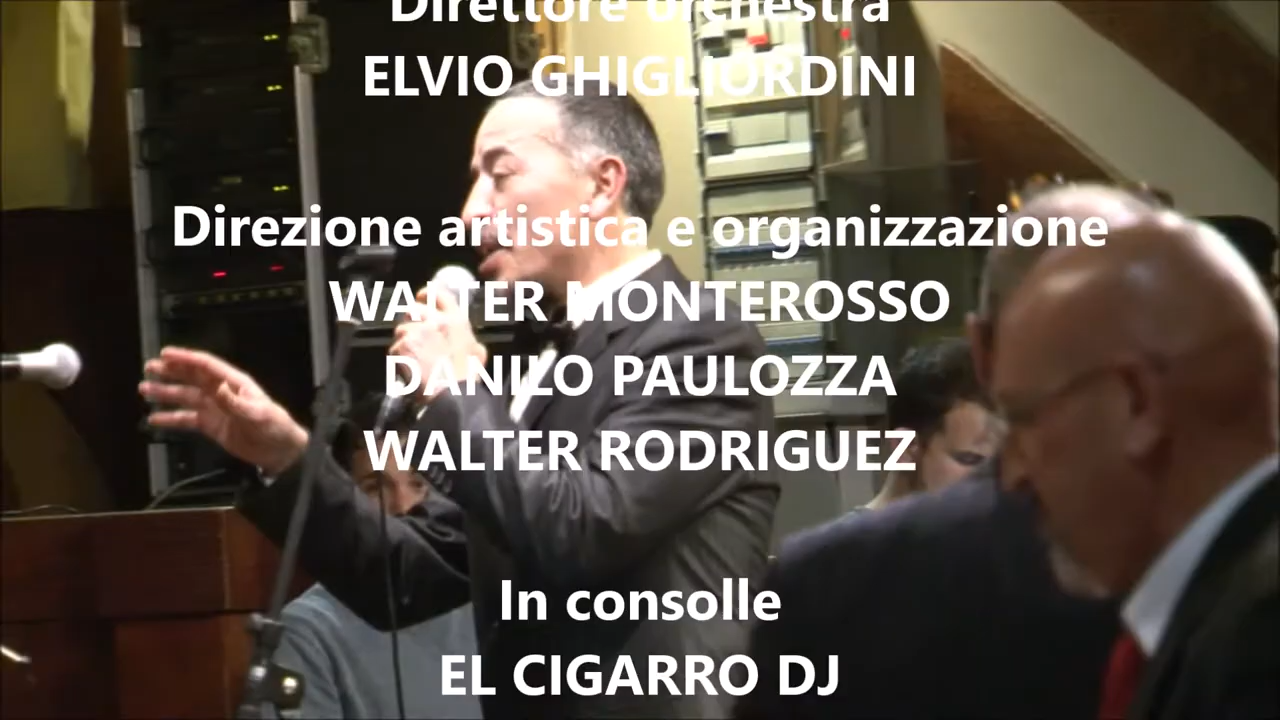 Direttore orchestra
ELVIO GHIGLIORDINI
Direzione artistica e organizzazione
WALTER MONTEROSSO
DANILO PAULOZZA
WALTER RODRIGUEZ
In consolle
EL CIGARRO DJ